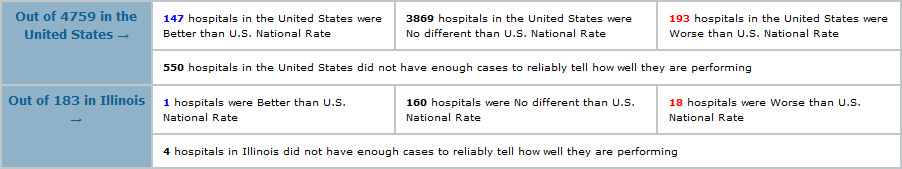 Out of 4759 in the
United States →
147 hospitals in the United States were
Better than U.S. National Rate
3869 hospitals in the United States were
No different than U.S. National Rate
193 hospitals in the United States were
Worse than U.S. National Rate
550 hospitals in the United States did not have enough cases to reliably tell how well they are performing
Out of 183 in Illinois
→
1 hospitals were Better than U.S.
National Rate
160 hospitals were No different than U.S.
National Rate
18 hospitals were Worse than U.S.
National Rate
4 hospitals in Illinois did not have enough cases to reliably tell how well they are performing